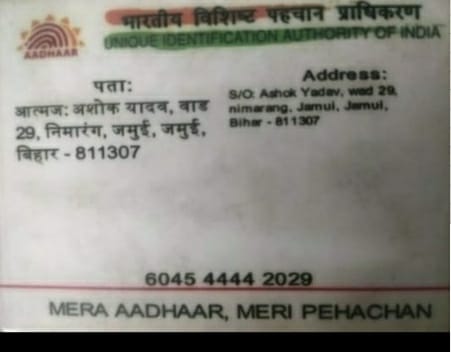 भारतीय विशिष्ट पहचान प्राधिकरण
UNIQUE IDENTIFICATION AUTHORITY OF INDIA
AADHAAR
पता:
आत्मज: अशोक यादव, वाड
29, निमारंग, जमुई, जमुई,
बिहार - 811307
Address:
S/O: Ashok Yadav, wad 29,
nimarang, Jamui, Jamui,
Bihar - 811307
6045 4444 2029
MERA AADHAAR, MERI PEHACHAN